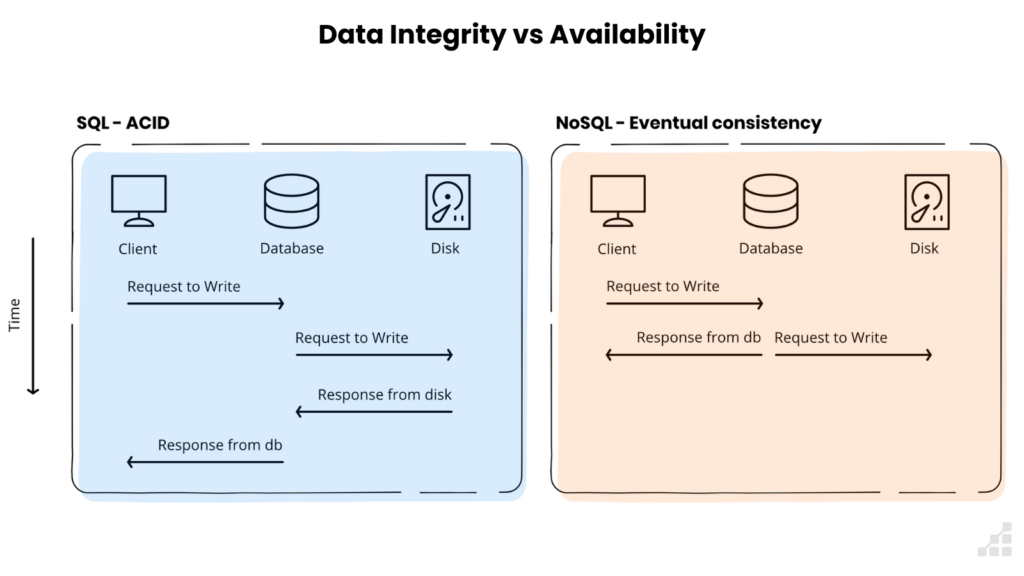 Data Integrity vs Availability
SQL - ACID
Client
Database
Disk
Time
Request to Write
Request to Write
Response from disk
Response from db
NoSQL - Eventual consistency
Client
Database
Disk
Request to Write
Response from db
Request to Write